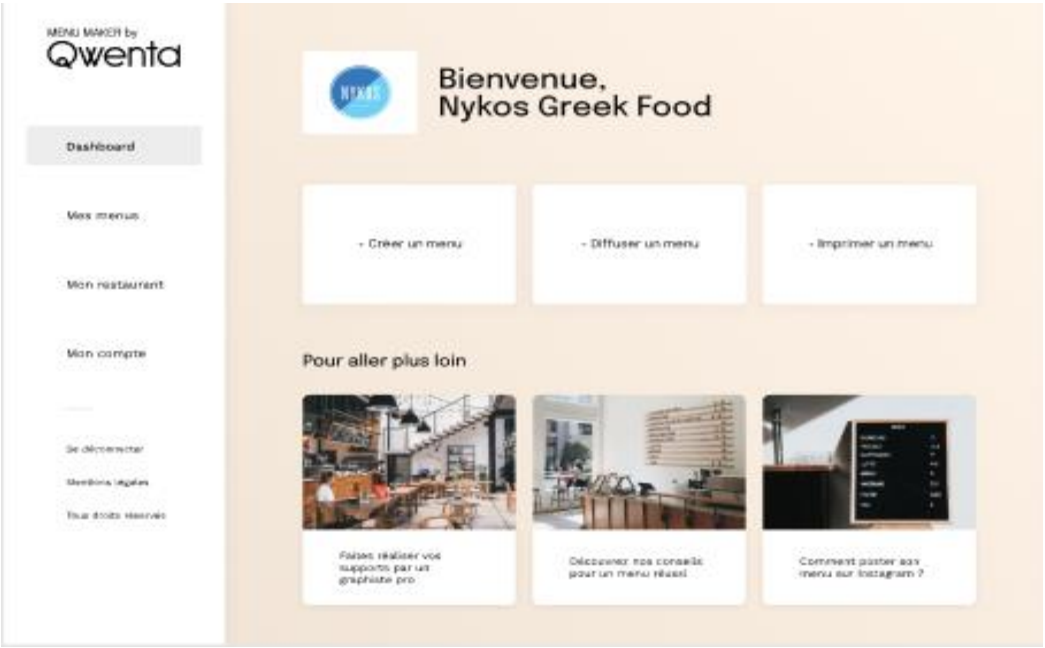 MENU MAKER by
Qwenta
Dashboard
Mes menus
Mon restaurant
Mon compte
Se déconnecter
Mentions légales
Tous droits réservés
NYKOS
Bienvenue,
Nykos Greek Food
+ Créer un menu
+ Diffuser un menu
+ Imprimer un menu
Pour aller plus loin
Faites réaliser vos
supports par un
graphiste pro
Découvrez nos conseils
pour un menu réussi
Comment poster son
menu sur Instagram ?